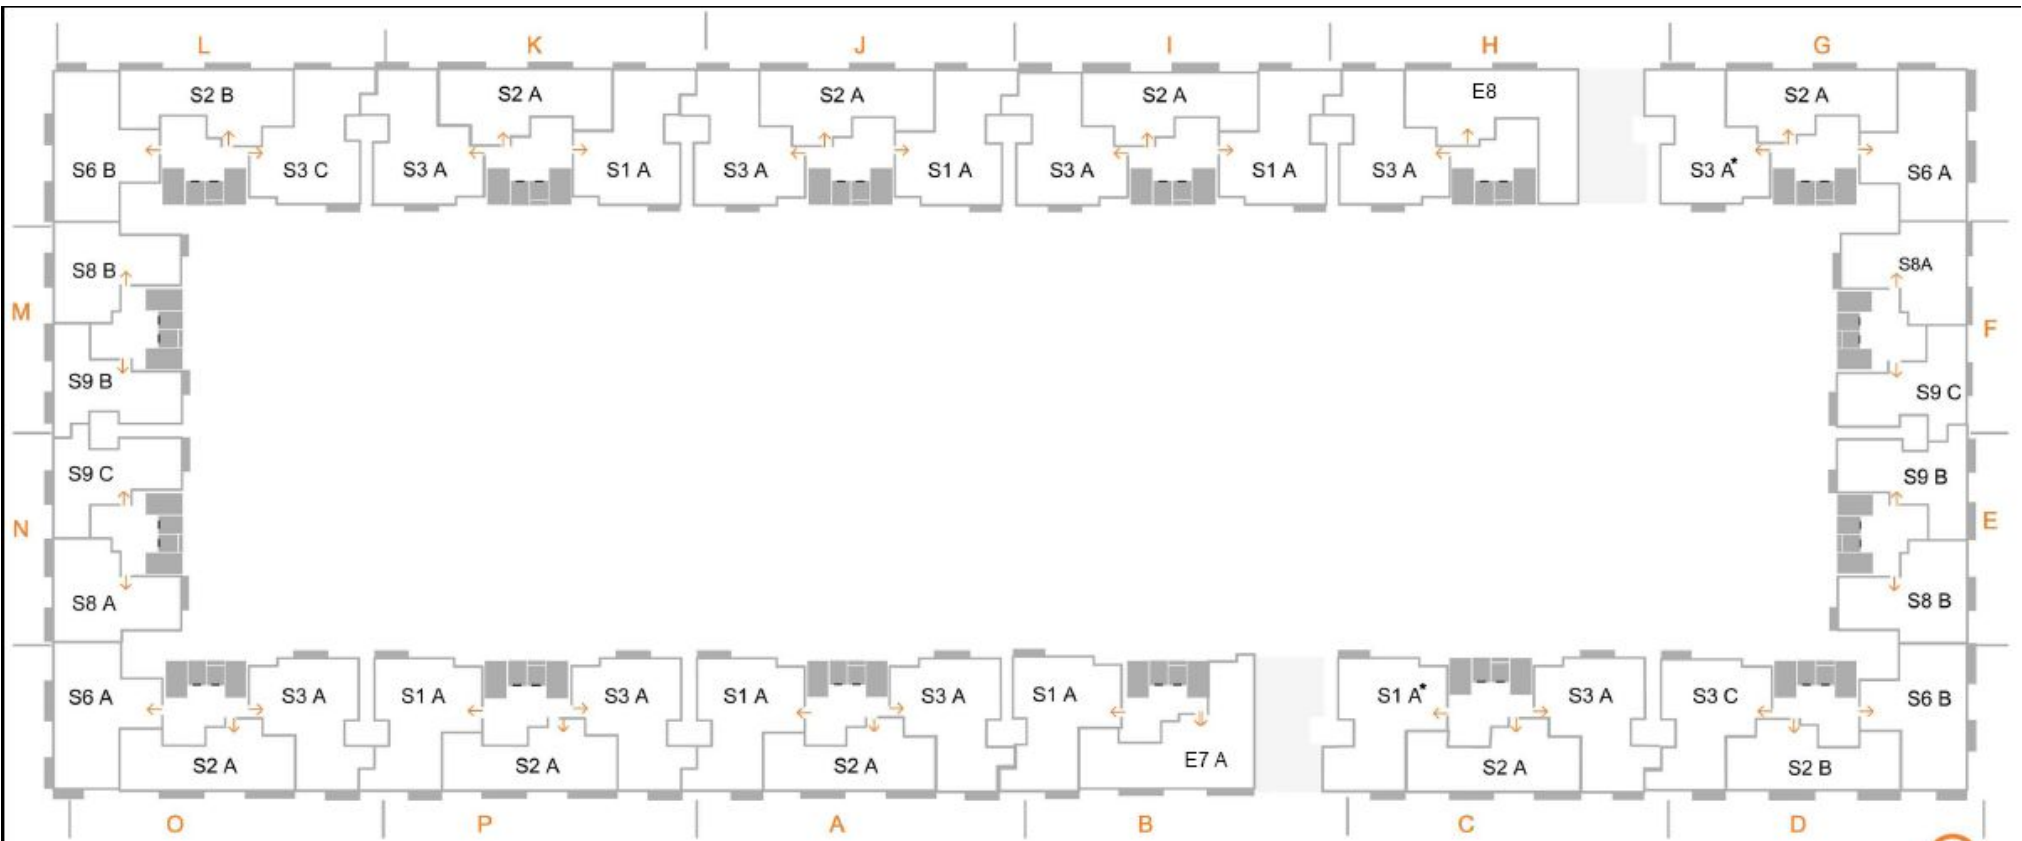 L K J I H G
S2 B S2 A S2 A S2 A E8 S2 A
S6 B S3 C S3 A S1 A S3 A S1 A S3 A S1 A S3 A S3 A* S6 A
S8 B S8A
M F
S9 B S9 C
S9 C S9 B
N E
S8 A S8 B
S6 A S3 A S1 A S3 A S1 A S3 A S1 A S1 A* S3 A S3 C S6 B
S2 A S2 A S2 A E7 A S2 A S2 B
O P A B C D